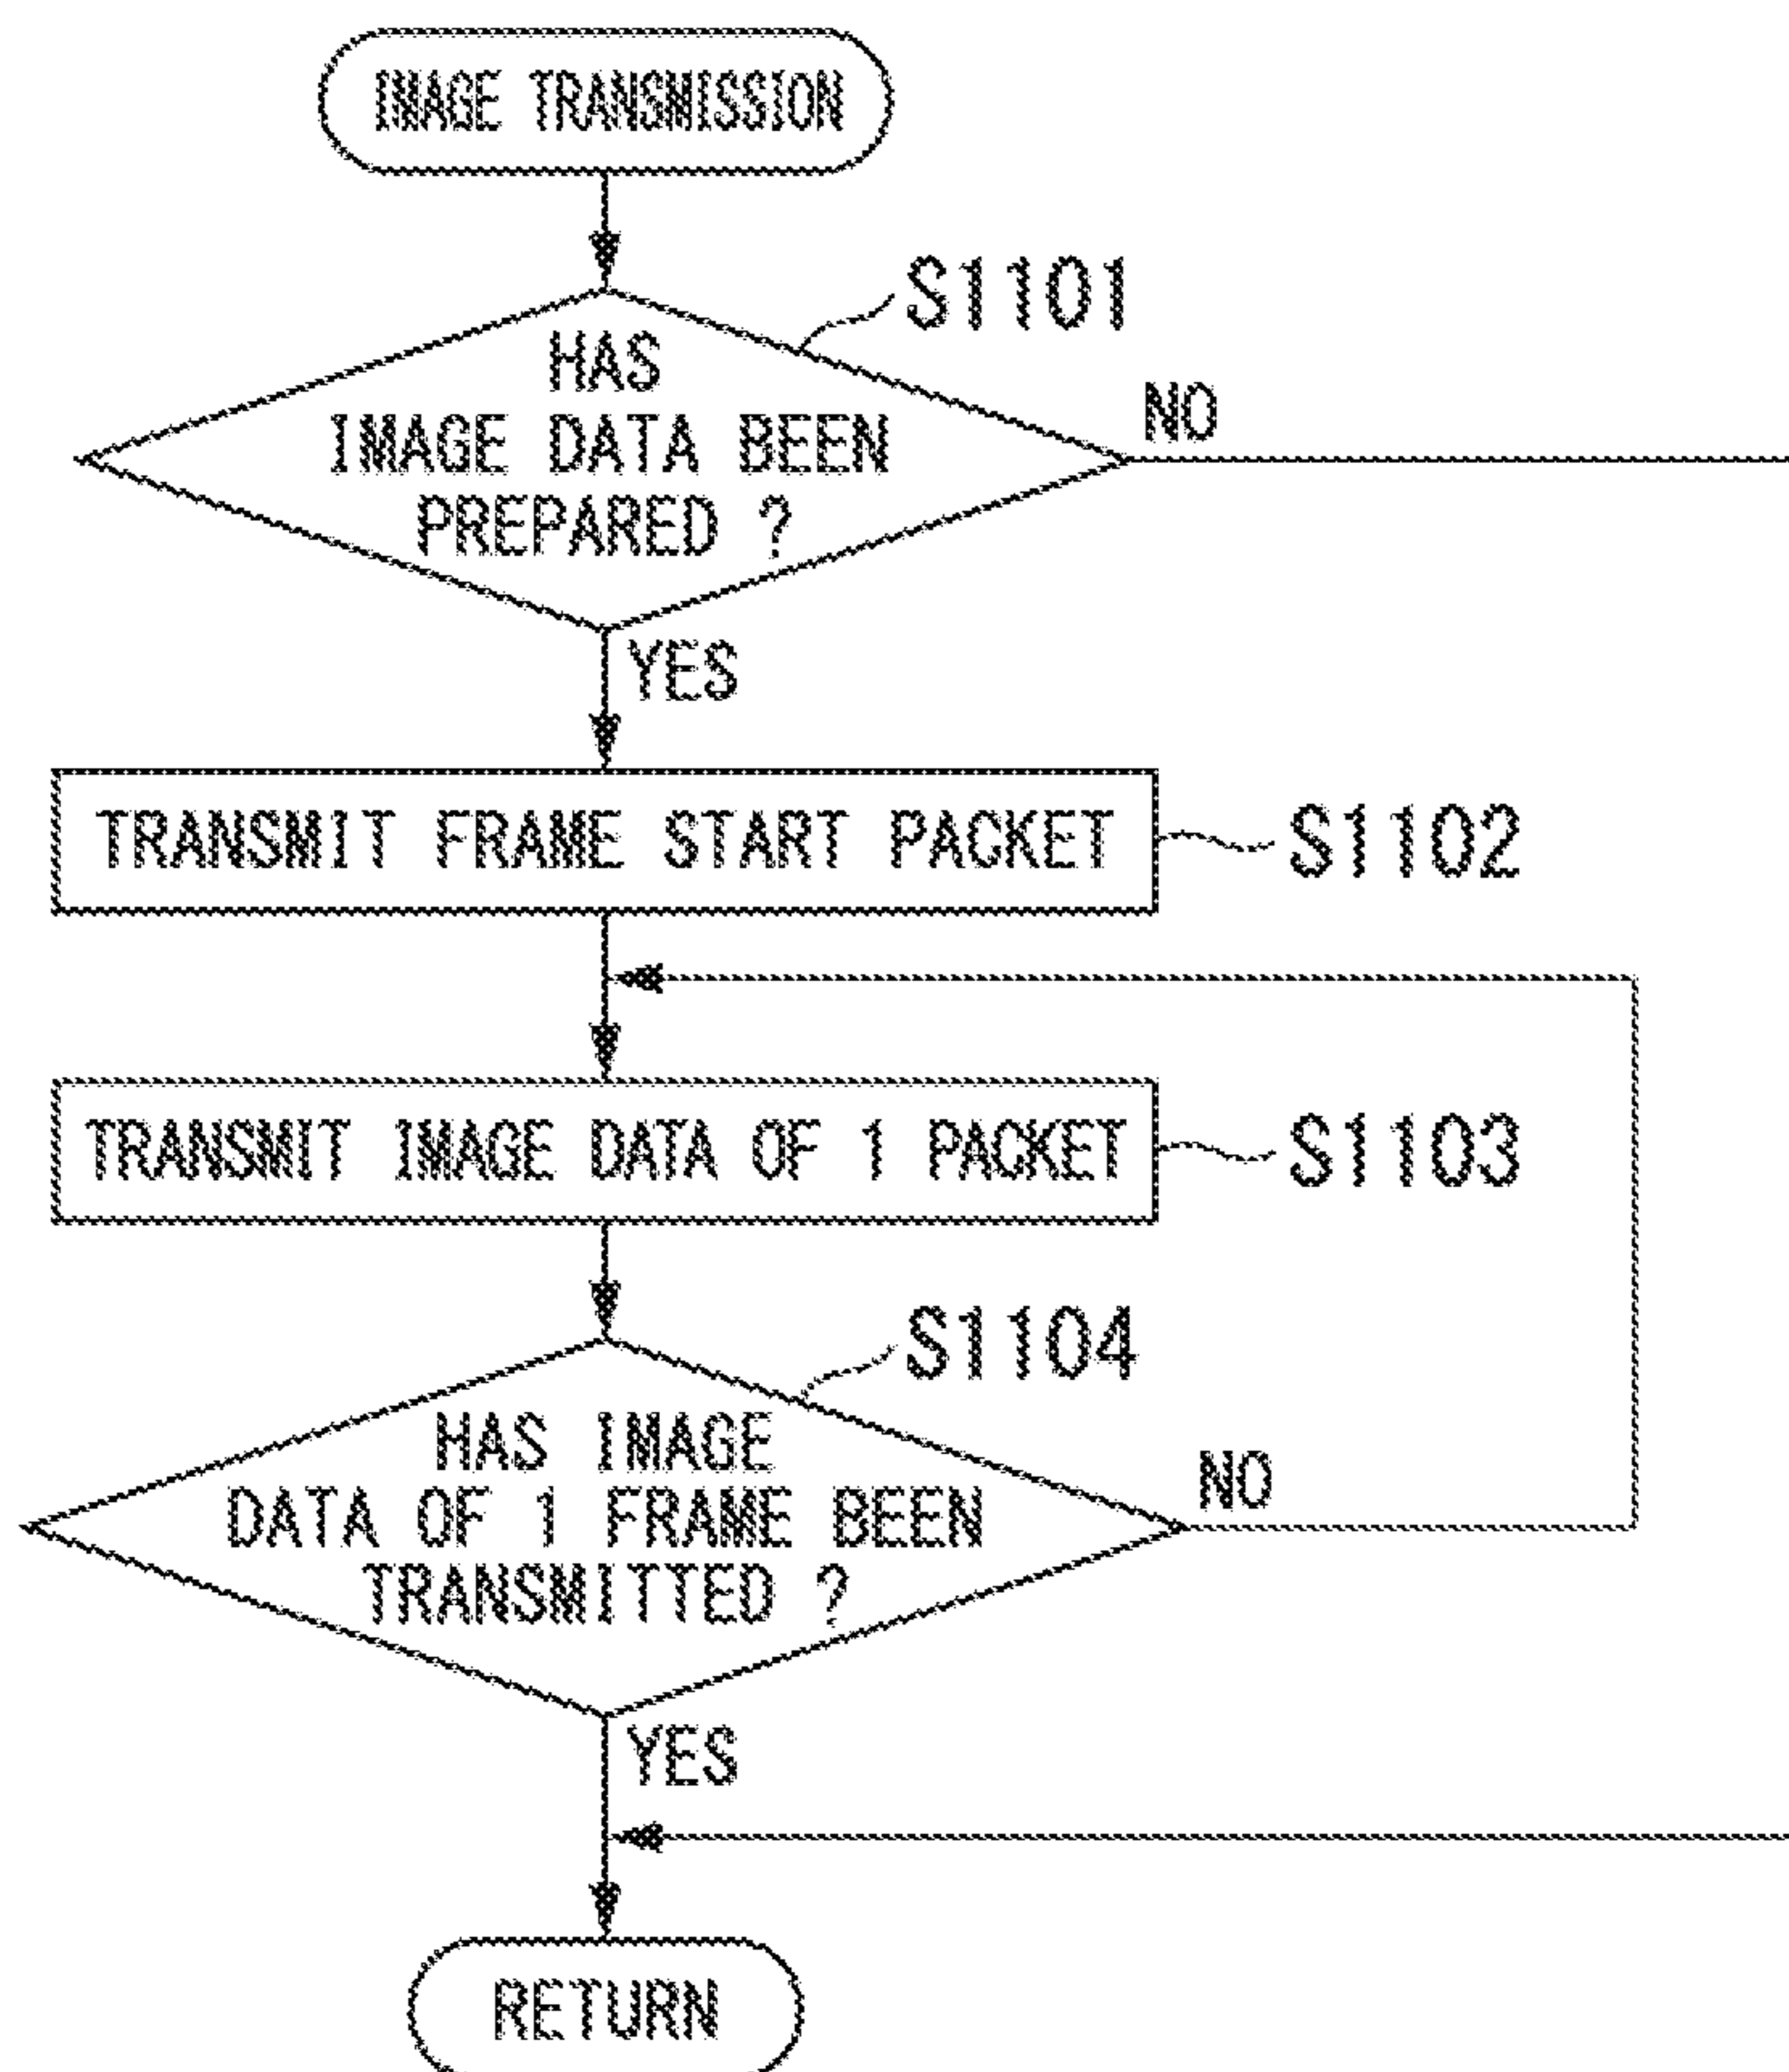 IMAGE TRANSMISSION
S1101
HAS
IMAGE DATA BEEN
PREPARED ?
NO
YES
TRANSMIT FRAME START PACKET
S1102
TRANSMIT IMAGE DATA OF 1 PACKET
S1103
S1104
HAS IMAGE
DATA OF 1 FRAME BEEN
TRANSMITTED ?
NO
YES
RETURN